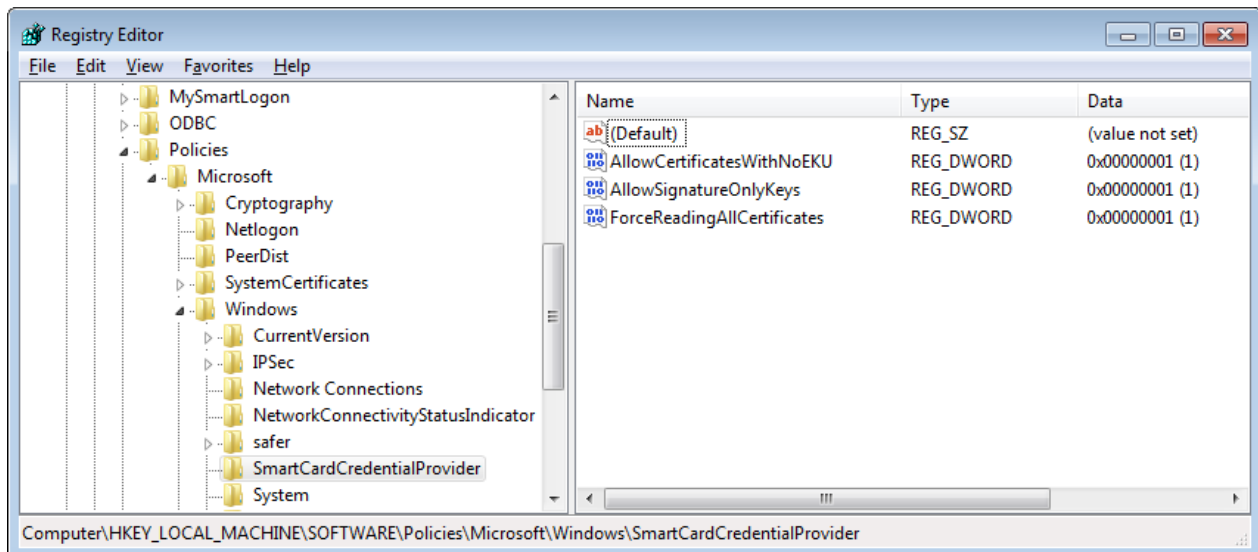 Registry Editor
File Edit View Favorites Help
MySmartLogon
ODBC
Policies
Microsoft
Cryptography
Netlogon
PeerDist
SystemCertificates
Windows
CurrentVersion
IPSec
Network Connections
NetworkConnectivityStatusIndicator
safer
SmartCardCredentialProvider
System
Name Type Data
ab (Default) REG_SZ (value not set)
AllowCertificatesWithNoEKU REG_DWORD 0x00000001 (1)
AllowSignatureOnlyKeys REG_DWORD 0x00000001 (1)
ForceReadingAllCertificates REG_DWORD 0x00000001 (1)
Computer\HKEY_LOCAL_MACHINE\SOFTWARE\Policies\Microsoft\Windows\SmartCardCredentialProvider